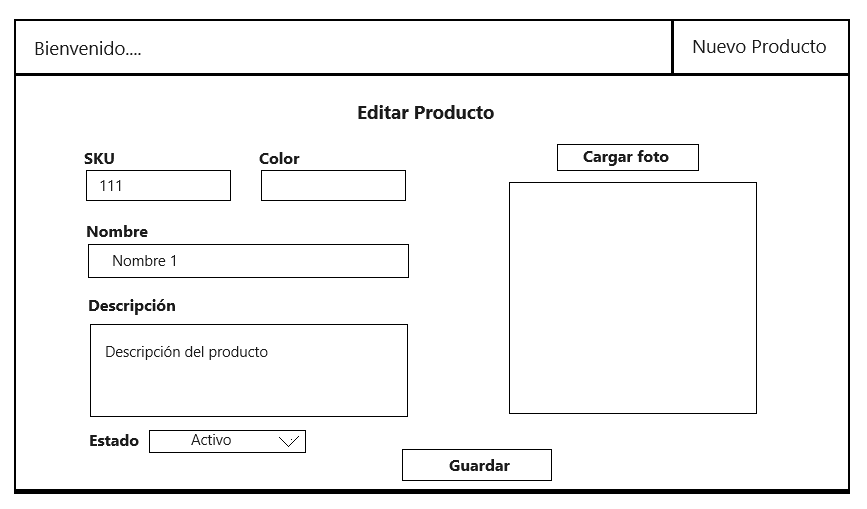 Bienvenido....
Nuevo Producto
Editar Producto
SKU
Color
Cargar foto
111
Nombre
Nombre 1
Descripción
Descripción del producto
Estado
Activo
Guardar